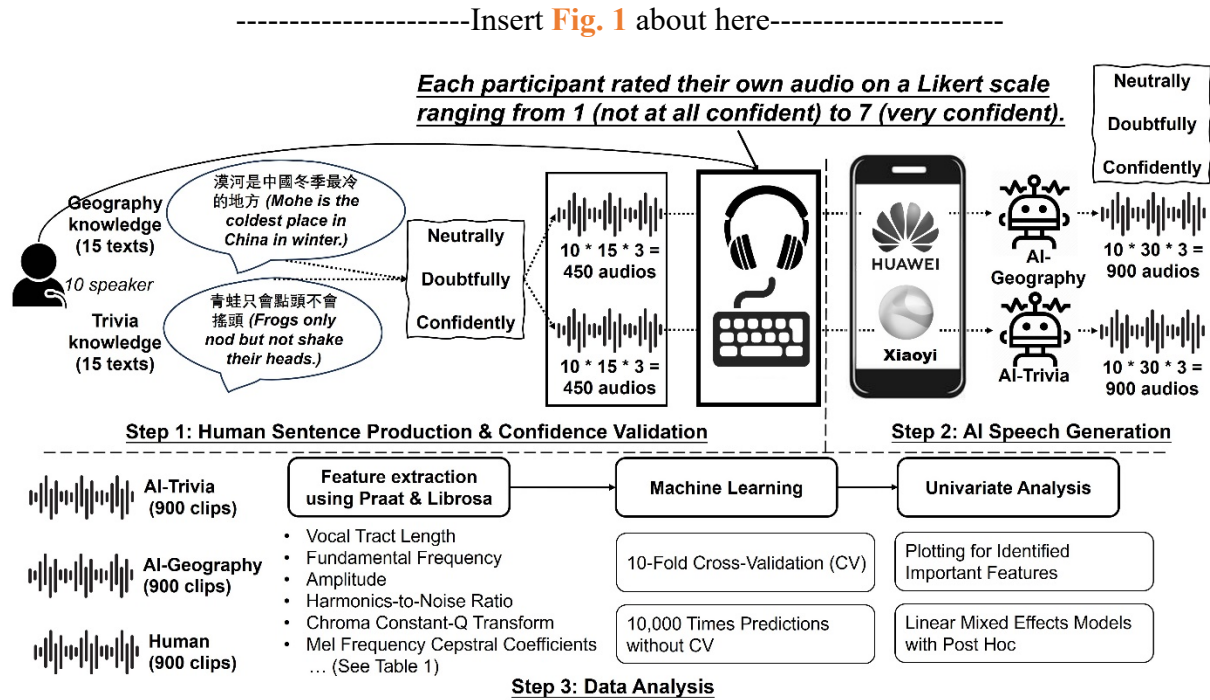 ----------------------Insert Fig. 1 about here----------------------
Each participant rated their own audio on a Likert scale
ranging from 1 (not at all confident) to 7 (very confident).
Geography
knowledge
(15 texts)
漠河是中國冬季最冷
的地方 (Mohe is the
coldest place in
China in winter.)
10 speaker
Trivia
knowledge
(15 texts)
青蛙只會點頭不會
搖頭 (Frogs only
nod but not shake
their heads.)
Neutrally
Doubtfully
Confidently
10 * 15 * 3 =
450 audios
10 * 15 * 3 =
450 audios
HUAWEI
Xiaoyi
AI-
Geography
AI-Trivia
Neutrally
Doubtfully
Confidently
10 * 30 * 3 =
900 audios
10 * 30 * 3 =
900 audios
Step 1: Human Sentence Production & Confidence Validation
Step 2: AI Speech Generation
AI-Trivia
(900 clips)
AI-Geography
(900 clips)
Human
(900 clips)
Feature extraction
using Praat & Librosa
• Vocal Tract Length
• Fundamental Frequency
• Amplitude
• Harmonics-to-Noise Ratio
• Chroma Constant-Q Transform
• Mel Frequency Cepstral Coefficients
... (See Table 1)
Machine Learning
10-Fold Cross-Validation (CV)
10,000 Times Predictions
without CV
Univariate Analysis
Plotting for Identified
Important Features
Linear Mixed Effects Models
with Post Hoc
Step 3: Data Analysis